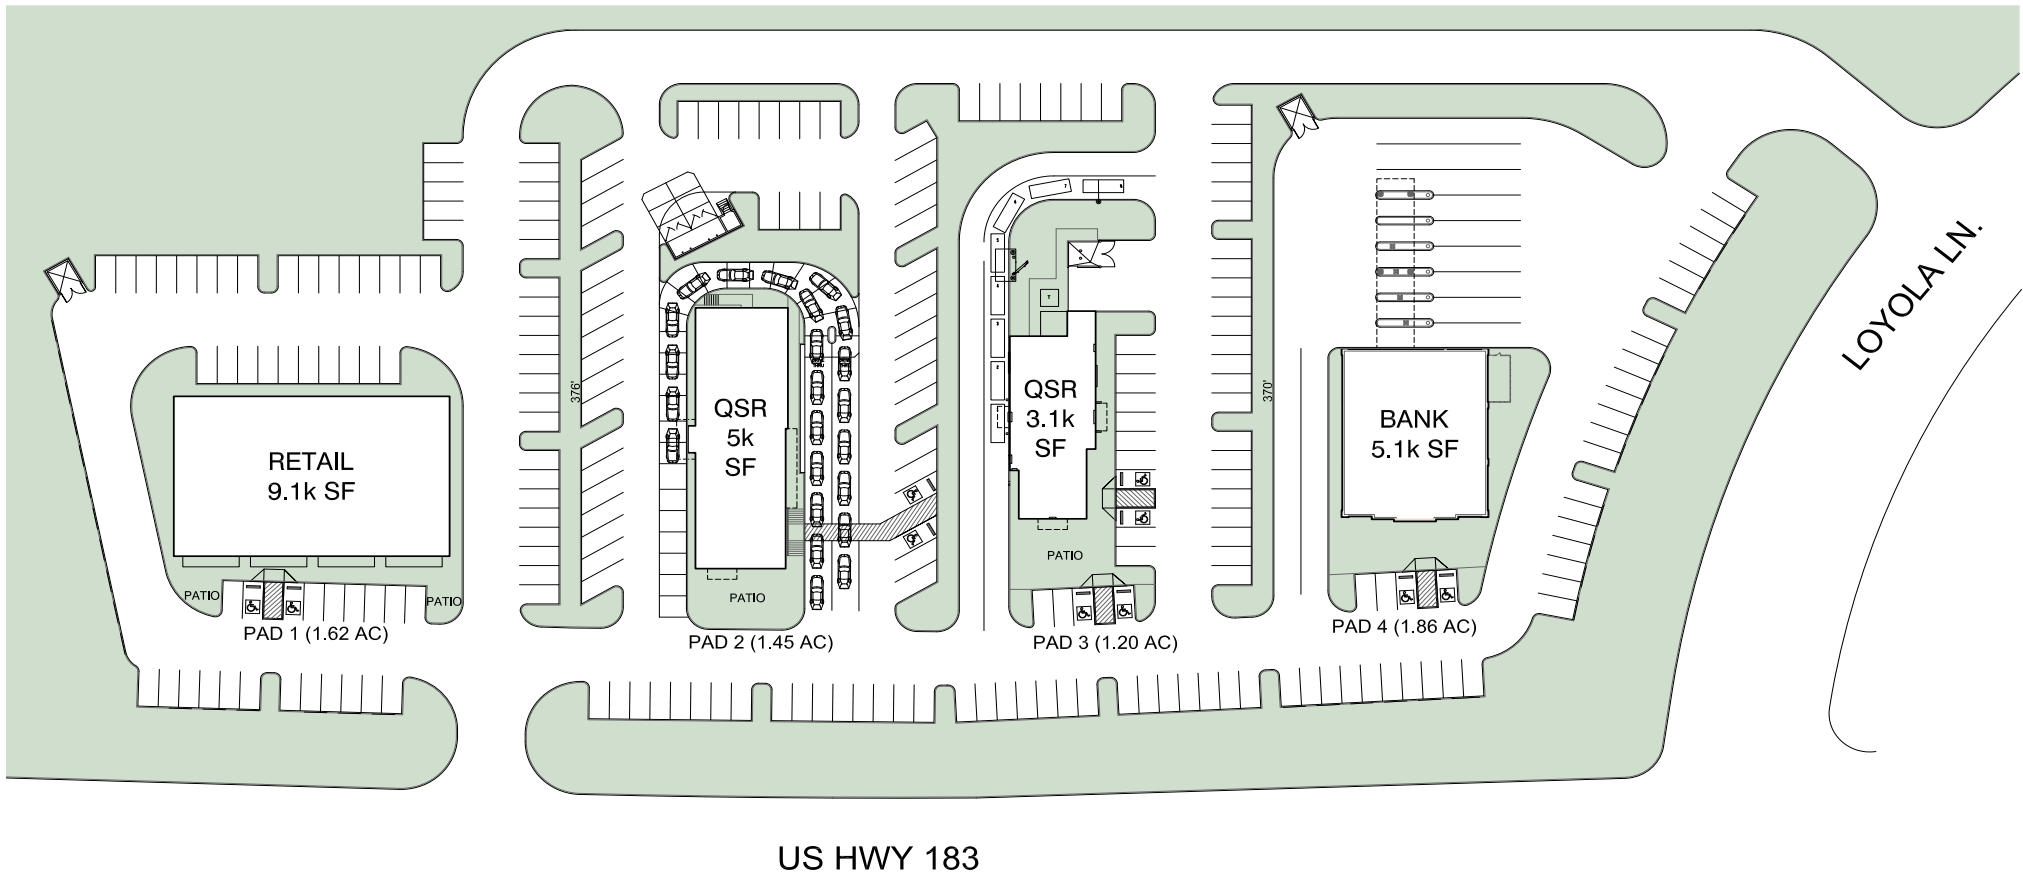 376'
370'
LOYOLA LN.
RETAIL
9.1k SF
QSR
5k
SF
QSR
3.1k
SF
BANK
5.1k SF
T
PATIO
PATIO
PATIO
PATIO
PAD 1 (1.62 AC)
PAD 2 (1.45 AC)
PAD 3 (1.20 AC)
PAD 4 (1.86 AC)
US HWY 183